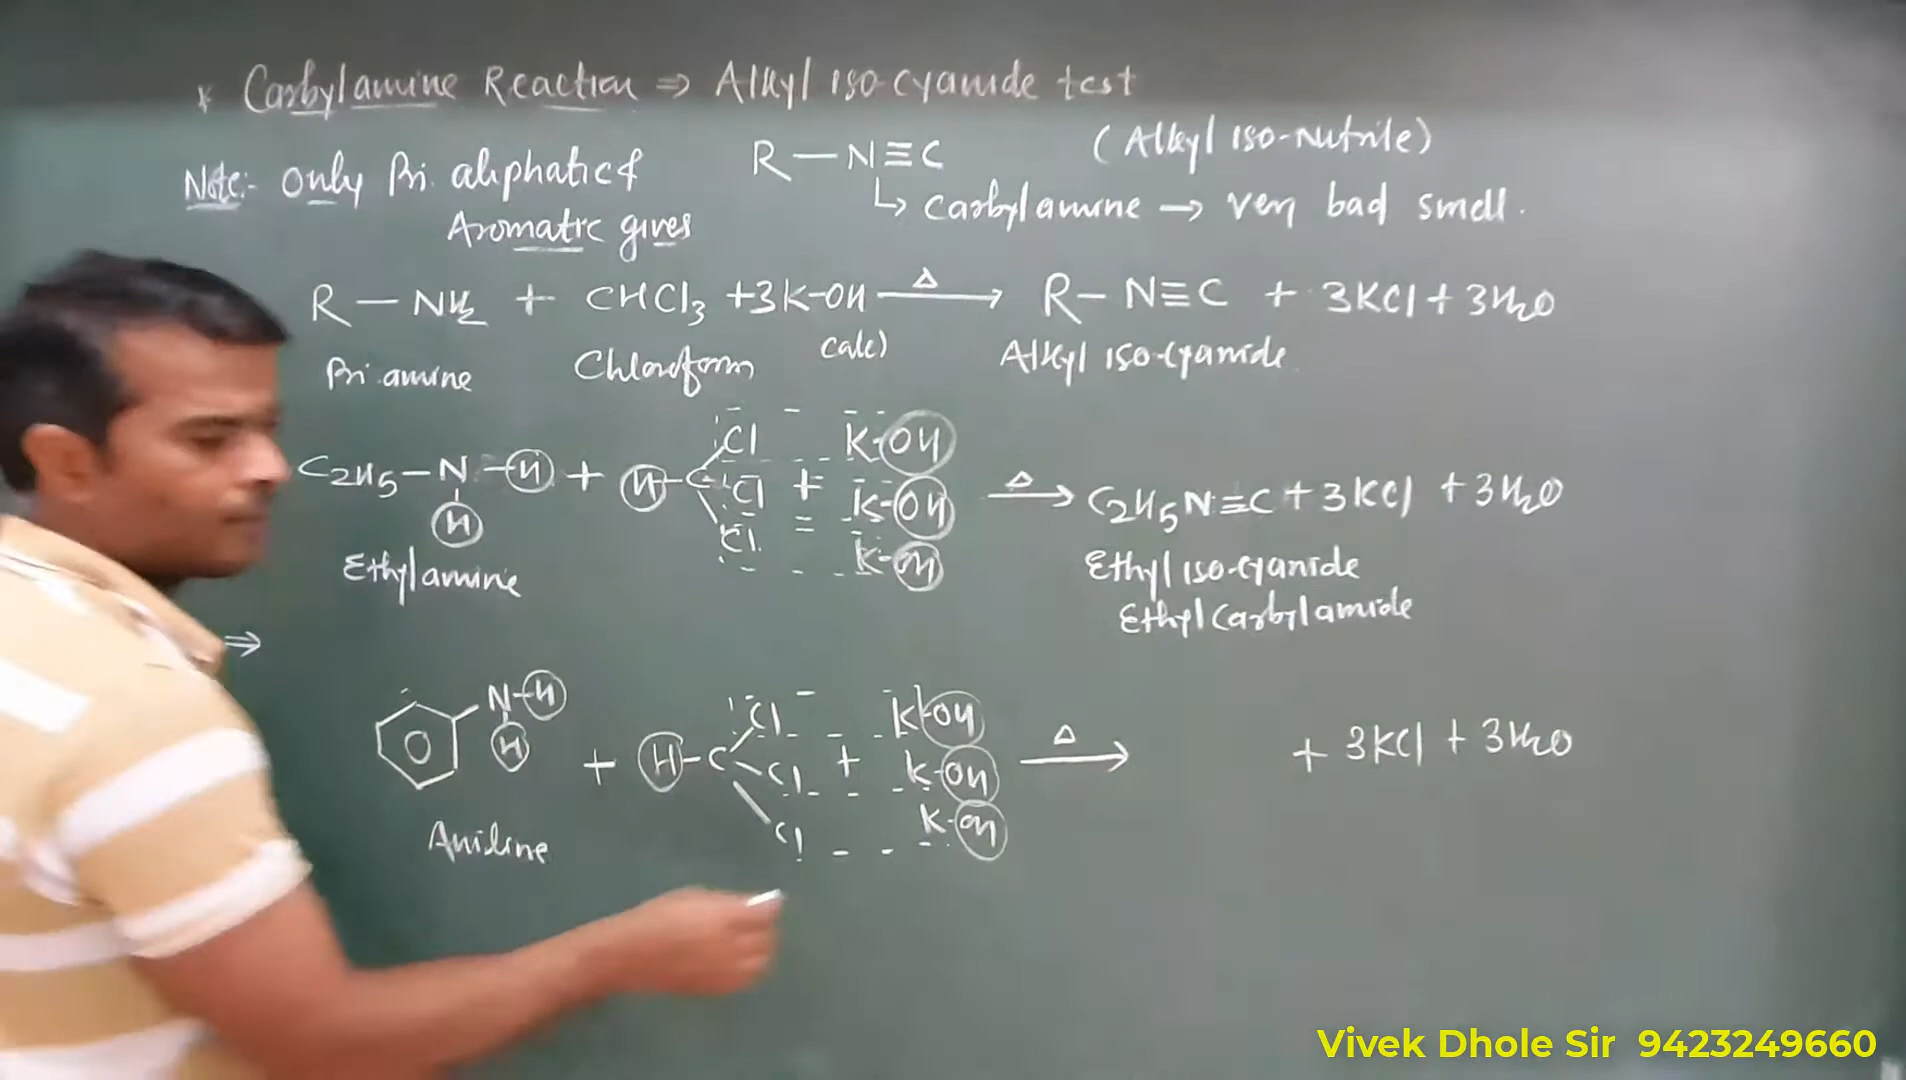 * Carbylamine Reaction ⇒ Alkyl iso-cyanide test
Note:- Only Pri. aliphatic &
Aromatic gives
R — N≡C (Alkyl iso-Nutrile)
↳ carbylamine → very bad smell.
R — NH2 + CHCl3 + 3K-OH —Δ→ R — N≡C + 3KCl + 3H2O
Pri. amine Chloroform (alc) Alkyl iso-cyanide
C2H5 — N — H + H — C Cl + K-OH —Δ→ C2H5N≡C + 3KCl + 3H2O
H Cl K-OH
Cl K-OH
Ethylamine Ethyl iso-cyanide
Ethyl Carbylamide
⇒
N-H + H — C Cl + K-OH —Δ→ + 3KCl + 3H2O
H Cl K-OH
Cl K-OH
Aniline
Vivek Dhole Sir 9423249660